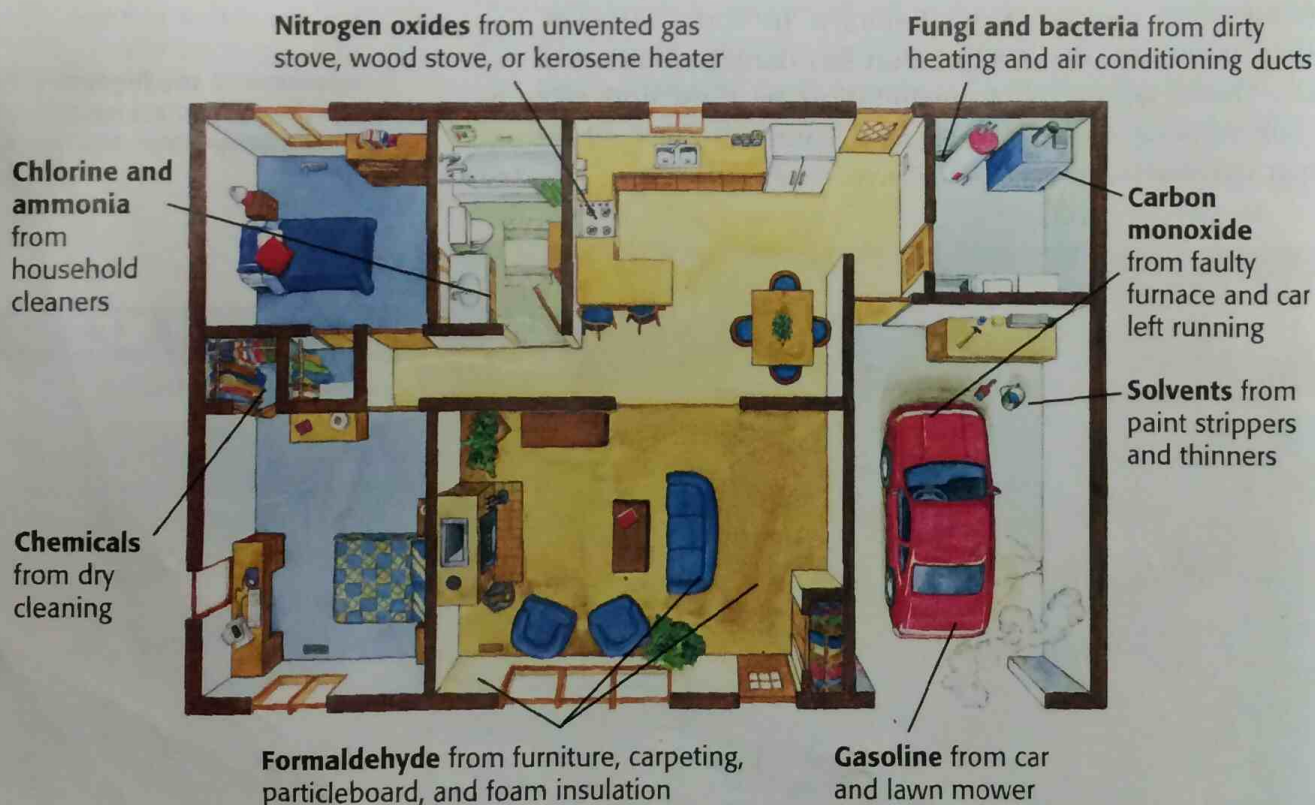 Nitrogen oxides from unvented gas
stove, wood stove, or kerosene heater
Fungi and bacteria from dirty
heating and air conditioning ducts
Chlorine and
ammonia
from
household
cleaners
Carbon
monoxide
from faulty
furnace and car
left running
Solvents from
paint strippers
and thinners
Chemicals
from dry
cleaning
Formaldehyde from furniture, carpeting,
particleboard, and foam insulation
Gasoline from car
and lawn mower